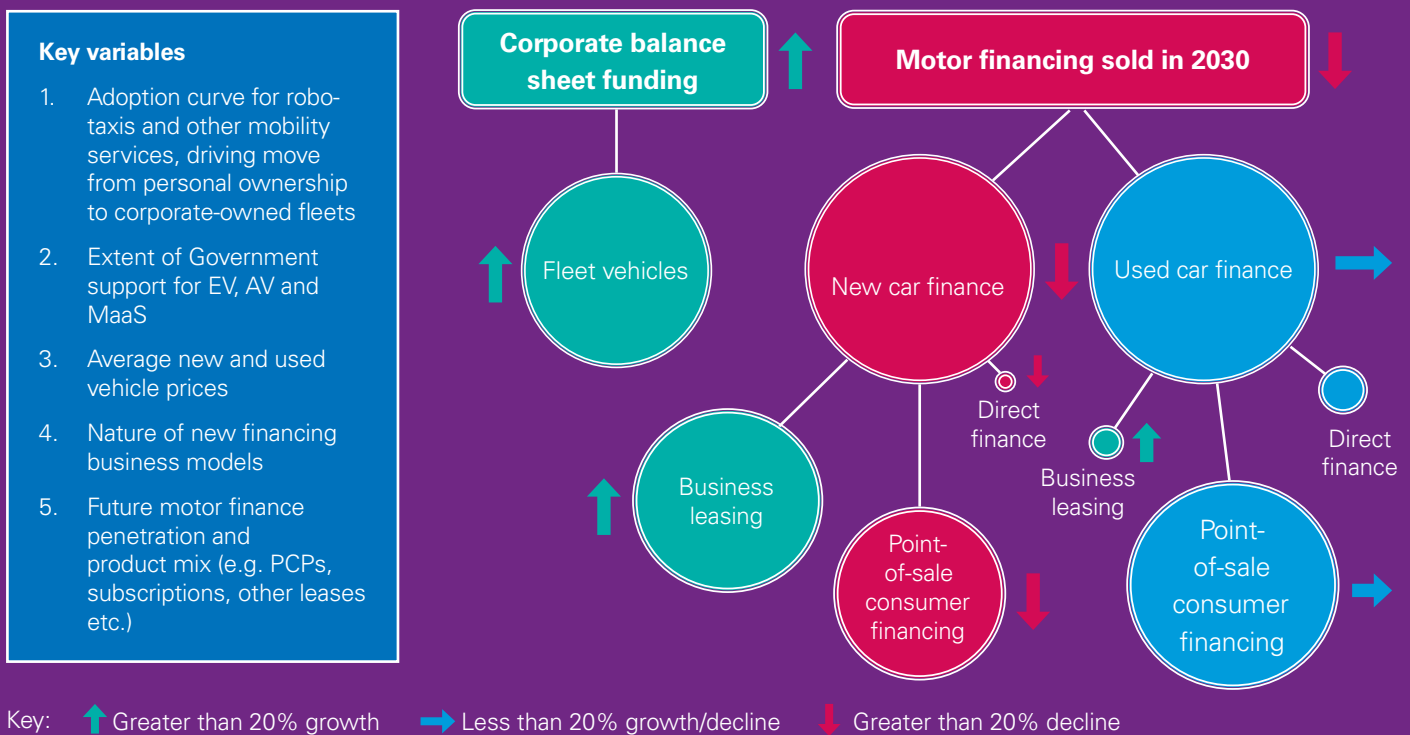 Key variables
1. Adoption curve for robo-
taxis and other mobility
services, driving move
from personal ownership
to corporate-owned fleets
2. Extent of Government
support for EV, AV and
MaaS
3. Average new and used
vehicle prices
4. Nature of new financing
business models
5. Future motor finance
penetration and
product mix (e.g. PCPs,
subscriptions, other leases
etc.)
Corporate balance
sheet funding
Motor financing sold in 2030
Fleet vehicles
New car finance
Used car finance
Business
leasing
Direct
finance
Point-
of-sale
consumer
financing
Business
leasing
Direct
finance
Point-
of-sale
consumer
financing
Key: Greater than 20% growth Less than 20% growth/decline Greater than 20% decline